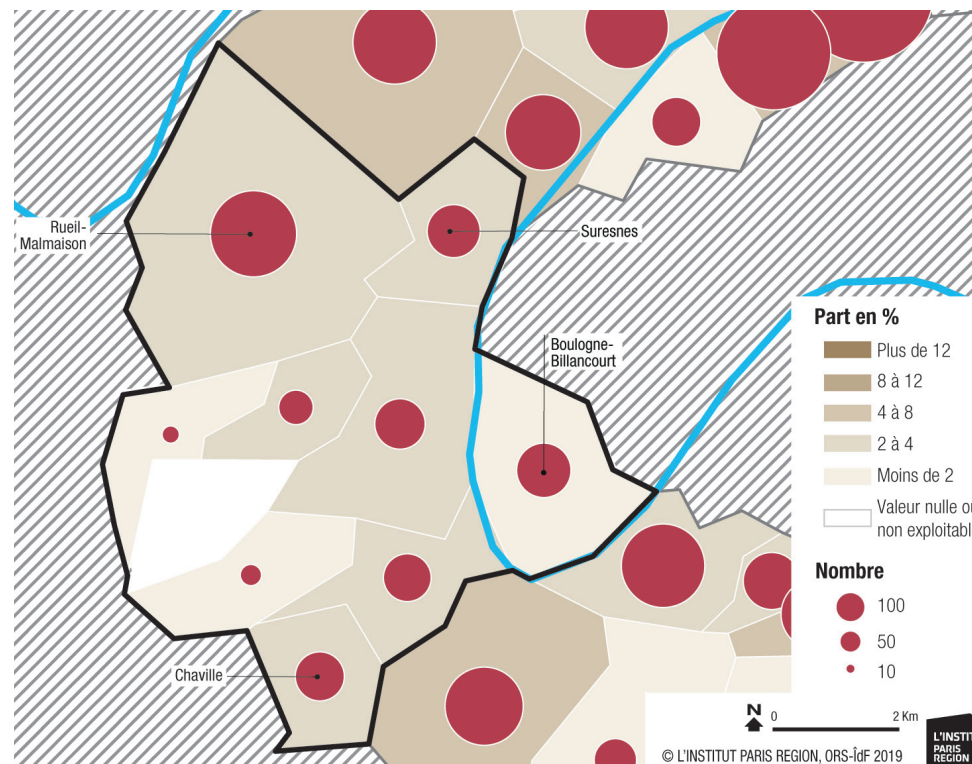 Rueil-
Malmaison
Suresnes
Boulogne-
Billancourt
Chaville
Part en %
Plus de 12
8 à 12
4 à 8
2 à 4
Moins de 2
Valeur nulle ou
non exploitabl
Nombre
100
50
10
N
0 2 Km
© L'INSTITUT PARIS REGION, ORS-îdF 2019
L'INSTIT
PARIS
REGION